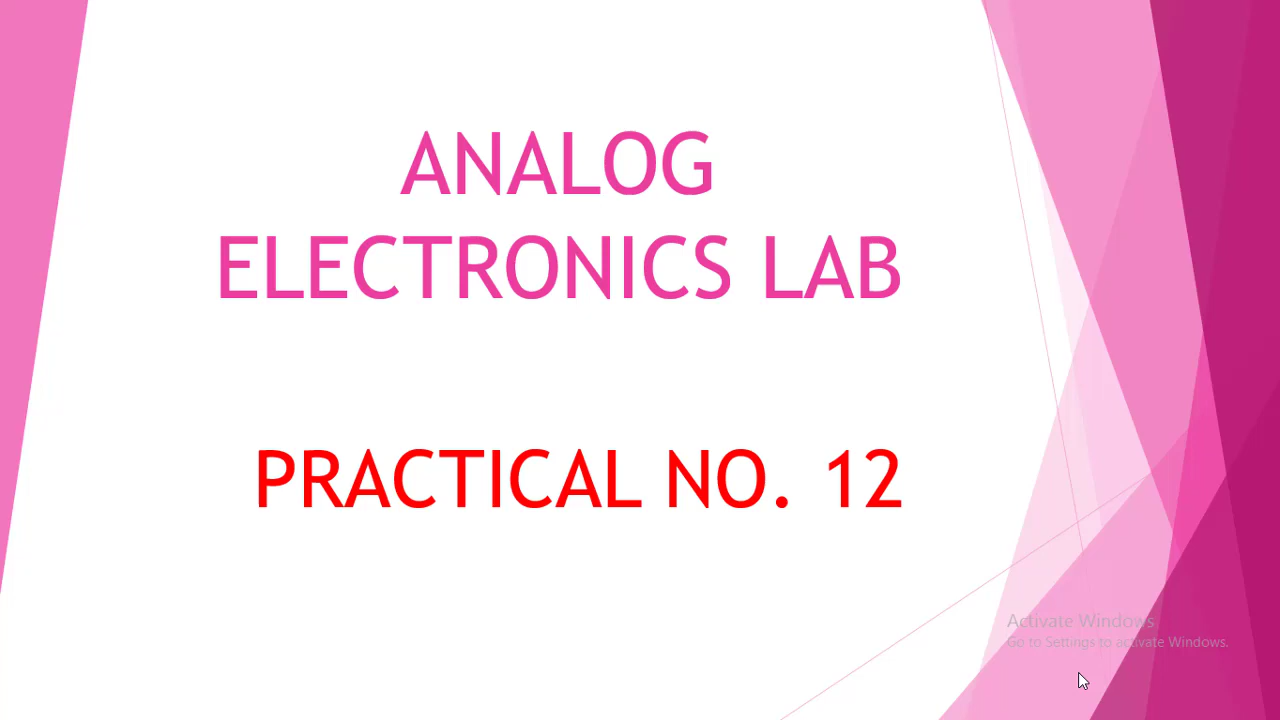 ANALOG
ELECTRONICS LAB
PRACTICAL NO. 12
Activate Windows
Go to Settings to activate Windows.